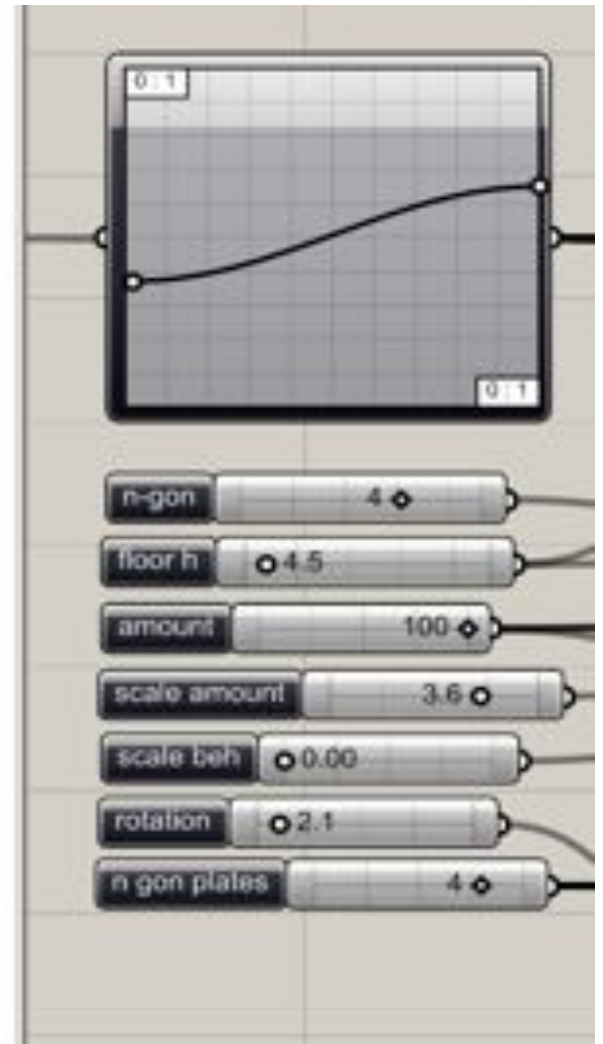 0 : 1
0 : 1
n-gon 4
floor h 4.5
amount 100
scale amount 3.6
scale beh 0.00
rotation 2.1
n gon plates 4